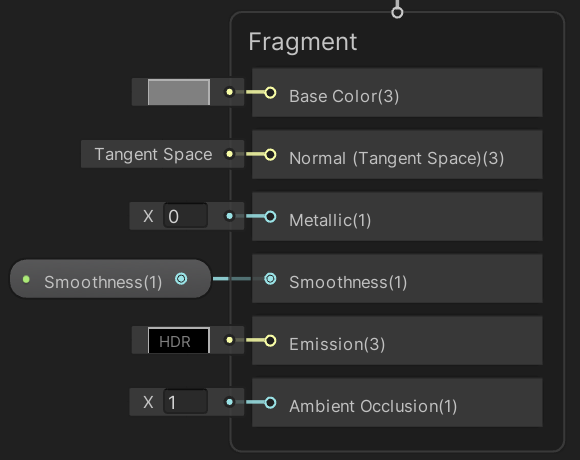 Fragment
Base Color(3)
Tangent Space
Normal (Tangent Space)(3)
X 0
Metallic(1)
Smoothness(1)
Smoothness(1)
HDR
Emission(3)
X 1
Ambient Occlusion(1)